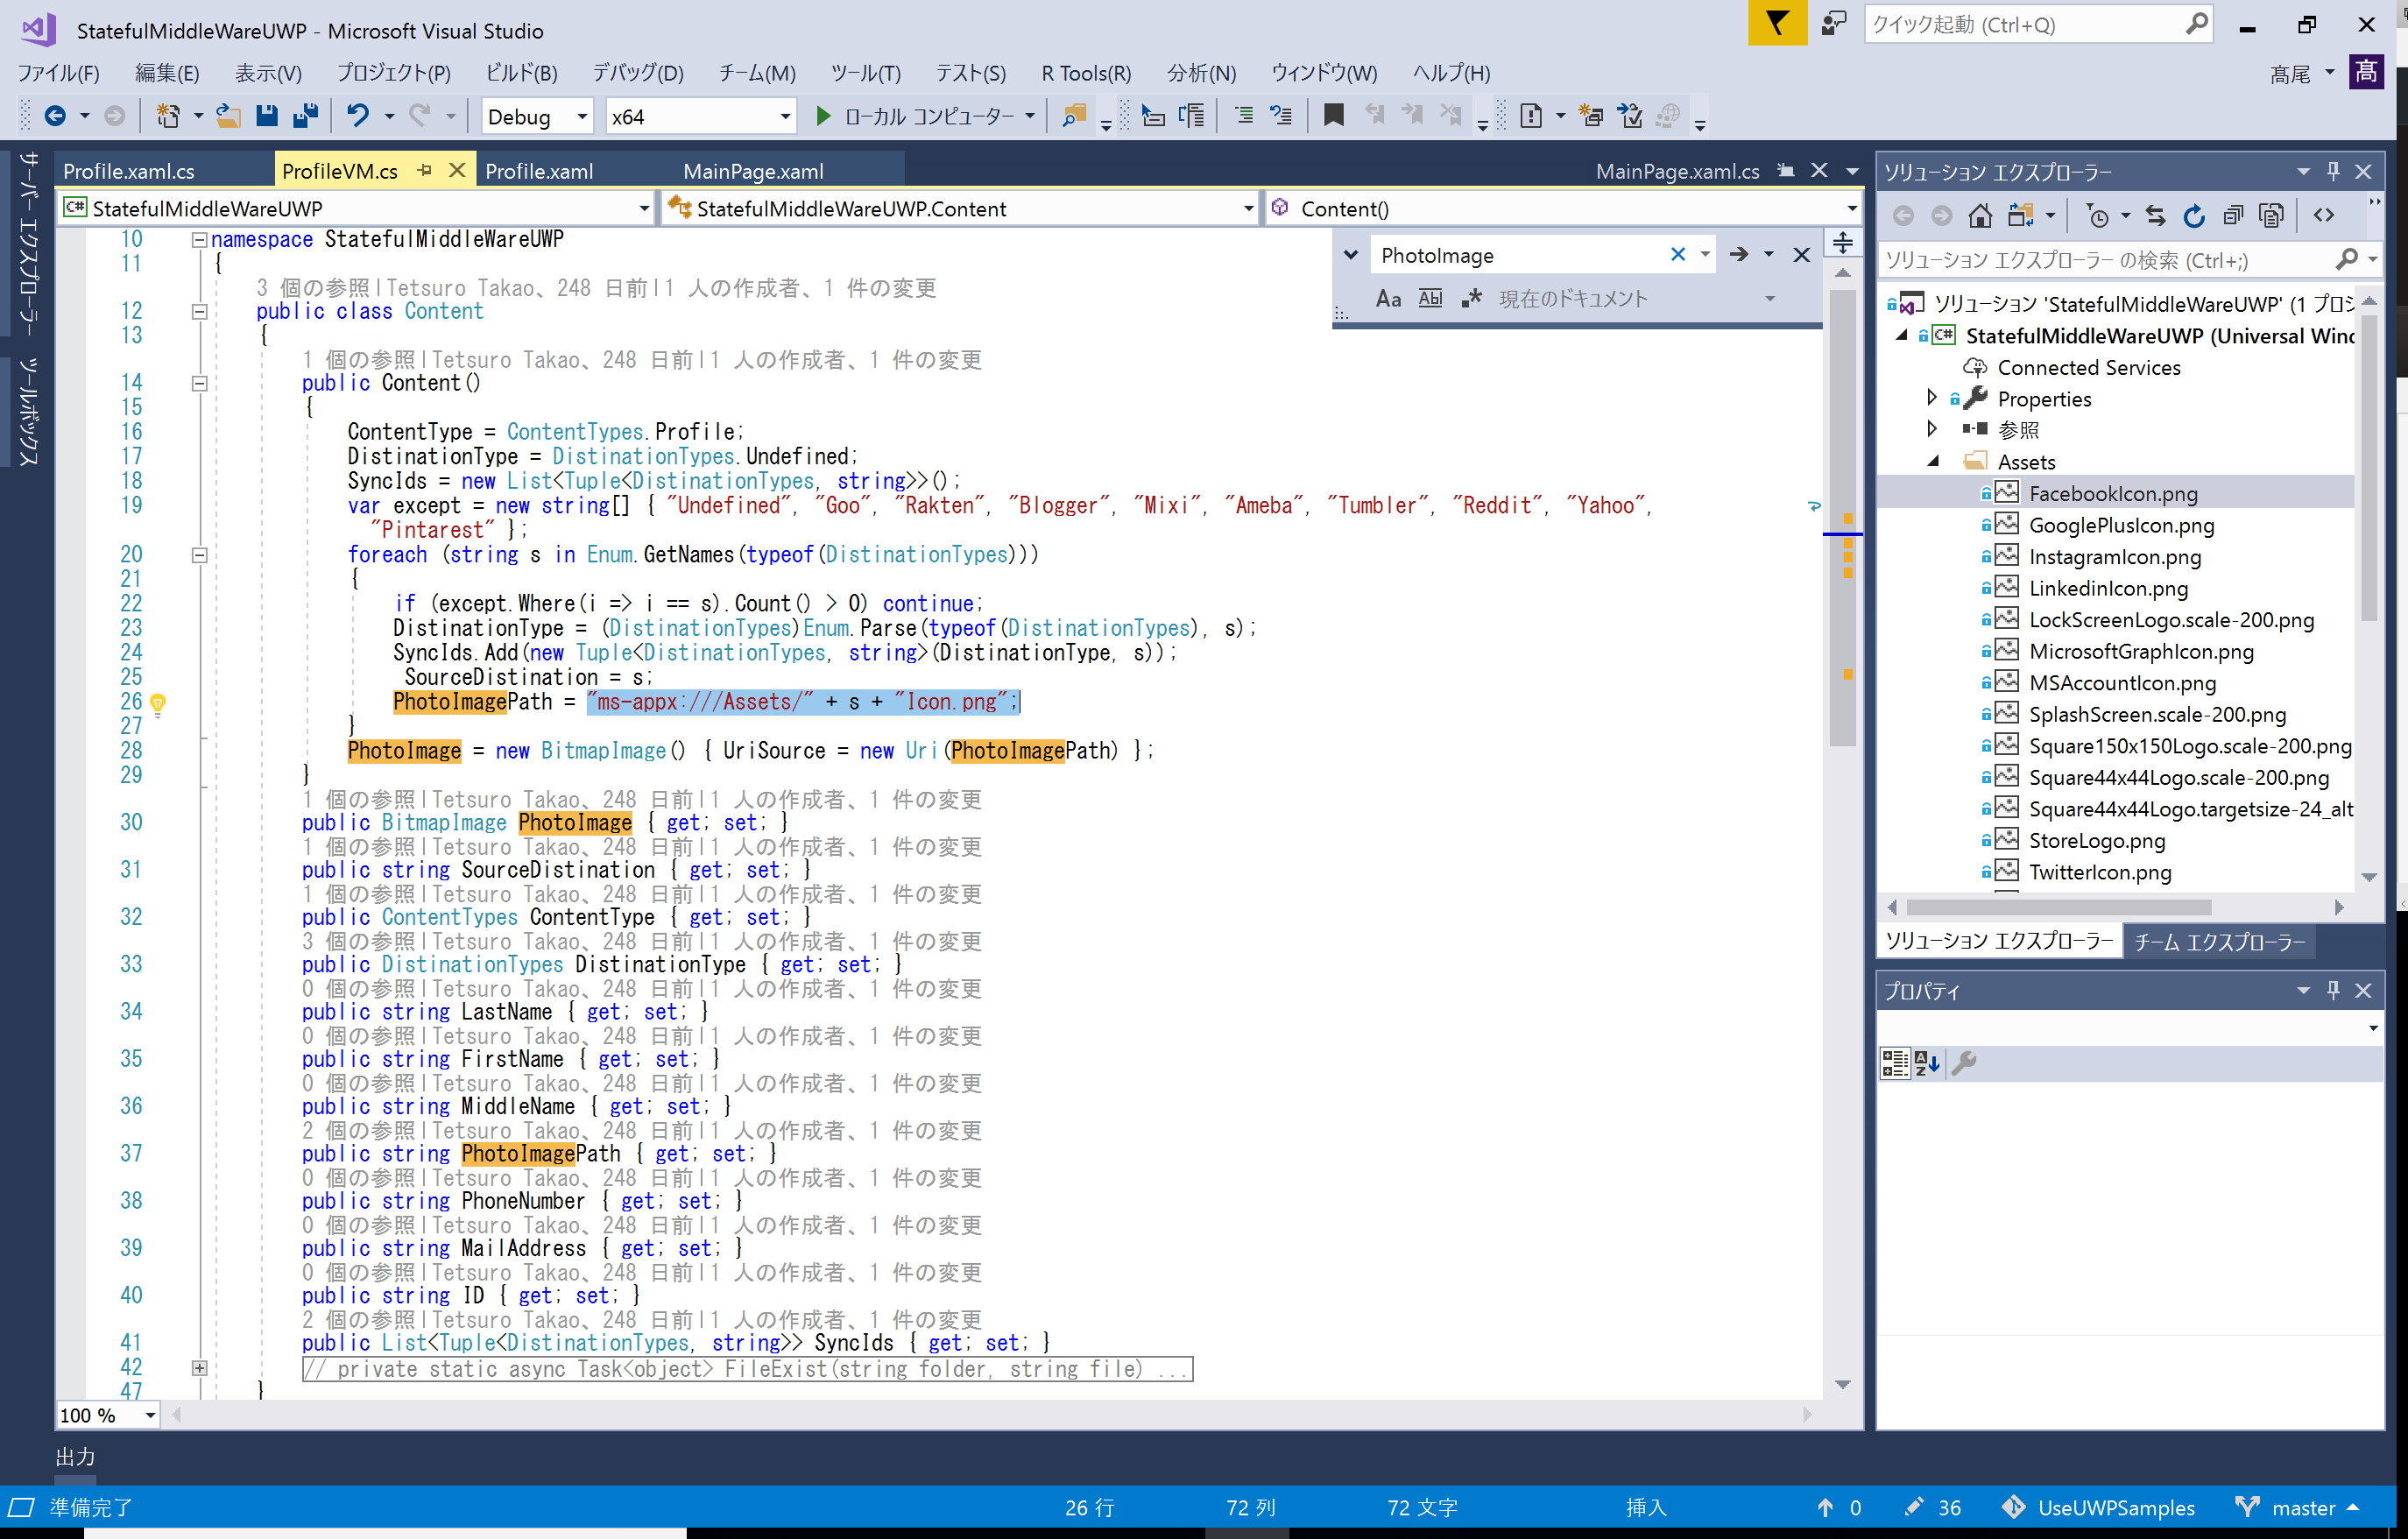 StatefulMiddleWareUWP - Microsoft Visual Studio
クイック起動 (Ctrl+Q)
ファイル(F) 編集(E) 表示(V) プロジェクト(P) ビルド(B) デバッグ(D) チーム(M) ツール(T) テスト(S) R Tools(R) 分析(N) ウィンドウ(W) ヘルプ(H)
髙尾 髙
Debug x64 ローカル コンピューター
サーバー エクスプローラー
ツールボックス
Profile.xaml.cs ProfileVM.cs Profile.xaml MainPage.xaml MainPage.xaml.cs
C# StatefulMiddleWareUWP StatefulMiddleWareUWP.Content Content()
PhotoImage
Aa Abl .* 現在のドキュメント
10 namespace StatefulMiddleWareUWP
11 {
3 個の参照|Tetsuro Takao、248 日前|1 人の作成者、1 件の変更
12 public class Content
13 {
1 個の参照|Tetsuro Takao、248 日前|1 人の作成者、1 件の変更
14 public Content()
15 {
16 ContentType = ContentTypes.Profile;
17 DistinationType = DistinationTypes.Undefined;
18 SyncIds = new List<Tuple<DistinationTypes, string>>();
19 var except = new string[] { "Undefined", "Goo", "Rakten", "Blogger", "Mixi", "Ameba", "Tumbler", "Reddit", "Yahoo",
"Pintarest" };
20 foreach (string s in Enum.GetNames(typeof(DistinationTypes)))
21 {
22 if (except.Where(i => i == s).Count() > 0) continue;
23 DistinationType = (DistinationTypes)Enum.Parse(typeof(DistinationTypes), s);
24 SyncIds.Add(new Tuple<DistinationTypes, string>(DistinationType, s));
25 SourceDistination = s;
26 PhotoImagePath = "ms-appx:///Assets/" + s + "Icon.png";
27 }
28 PhotoImage = new BitmapImage() { UriSource = new Uri(PhotoImagePath) };
29 }
1 個の参照|Tetsuro Takao、248 日前|1 人の作成者、1 件の変更
30 public BitmapImage PhotoImage { get; set; }
1 個の参照|Tetsuro Takao、248 日前|1 人の作成者、1 件の変更
31 public string SourceDistination { get; set; }
1 個の参照|Tetsuro Takao、248 日前|1 人の作成者、1 件の変更
32 public ContentTypes ContentType { get; set; }
3 個の参照|Tetsuro Takao、248 日前|1 人の作成者、1 件の変更
33 public DistinationTypes DistinationType { get; set; }
0 個の参照|Tetsuro Takao、248 日前|1 人の作成者、1 件の変更
34 public string LastName { get; set; }
0 個の参照|Tetsuro Takao、248 日前|1 人の作成者、1 件の変更
35 public string FirstName { get; set; }
0 個の参照|Tetsuro Takao、248 日前|1 人の作成者、1 件の変更
36 public string MiddleName { get; set; }
2 個の参照|Tetsuro Takao、248 日前|1 人の作成者、1 件の変更
37 public string PhotoImagePath { get; set; }
0 個の参照|Tetsuro Takao、248 日前|1 人の作成者、1 件の変更
38 public string PhoneNumber { get; set; }
0 個の参照|Tetsuro Takao、248 日前|1 人の作成者、1 件の変更
39 public string MailAddress { get; set; }
0 個の参照|Tetsuro Takao、248 日前|1 人の作成者、1 件の変更
40 public string ID { get; set; }
2 個の参照|Tetsuro Takao、248 日前|1 人の作成者、1 件の変更
41 public List<Tuple<DistinationTypes, string>> SyncIds { get; set; }
42 // private static async Task<object> FileExist(string folder, string file) ...
47 }
100 %
ソリューション エクスプローラー
ソリューション エクスプローラー の検索 (Ctrl+;)
ソリューション 'StatefulMiddleWareUWP' (1 プロジ
C# StatefulMiddleWareUWP (Universal Winc
Connected Services
Properties
参照
Assets
FacebookIcon.png
GooglePlusIcon.png
InstagramIcon.png
LinkedinIcon.png
LockScreenLogo.scale-200.png
MicrosoftGraphIcon.png
MSAccountIcon.png
SplashScreen.scale-200.png
Square150x150Logo.scale-200.png
Square44x44Logo.scale-200.png
Square44x44Logo.targetsize-24_alt
StoreLogo.png
TwitterIcon.png
ソリューション エクスプローラー チーム エクスプローラー
プロパティ
出力
準備完了 26 行 72 列 72 文字 挿入 0 36 UseUWPSamples master